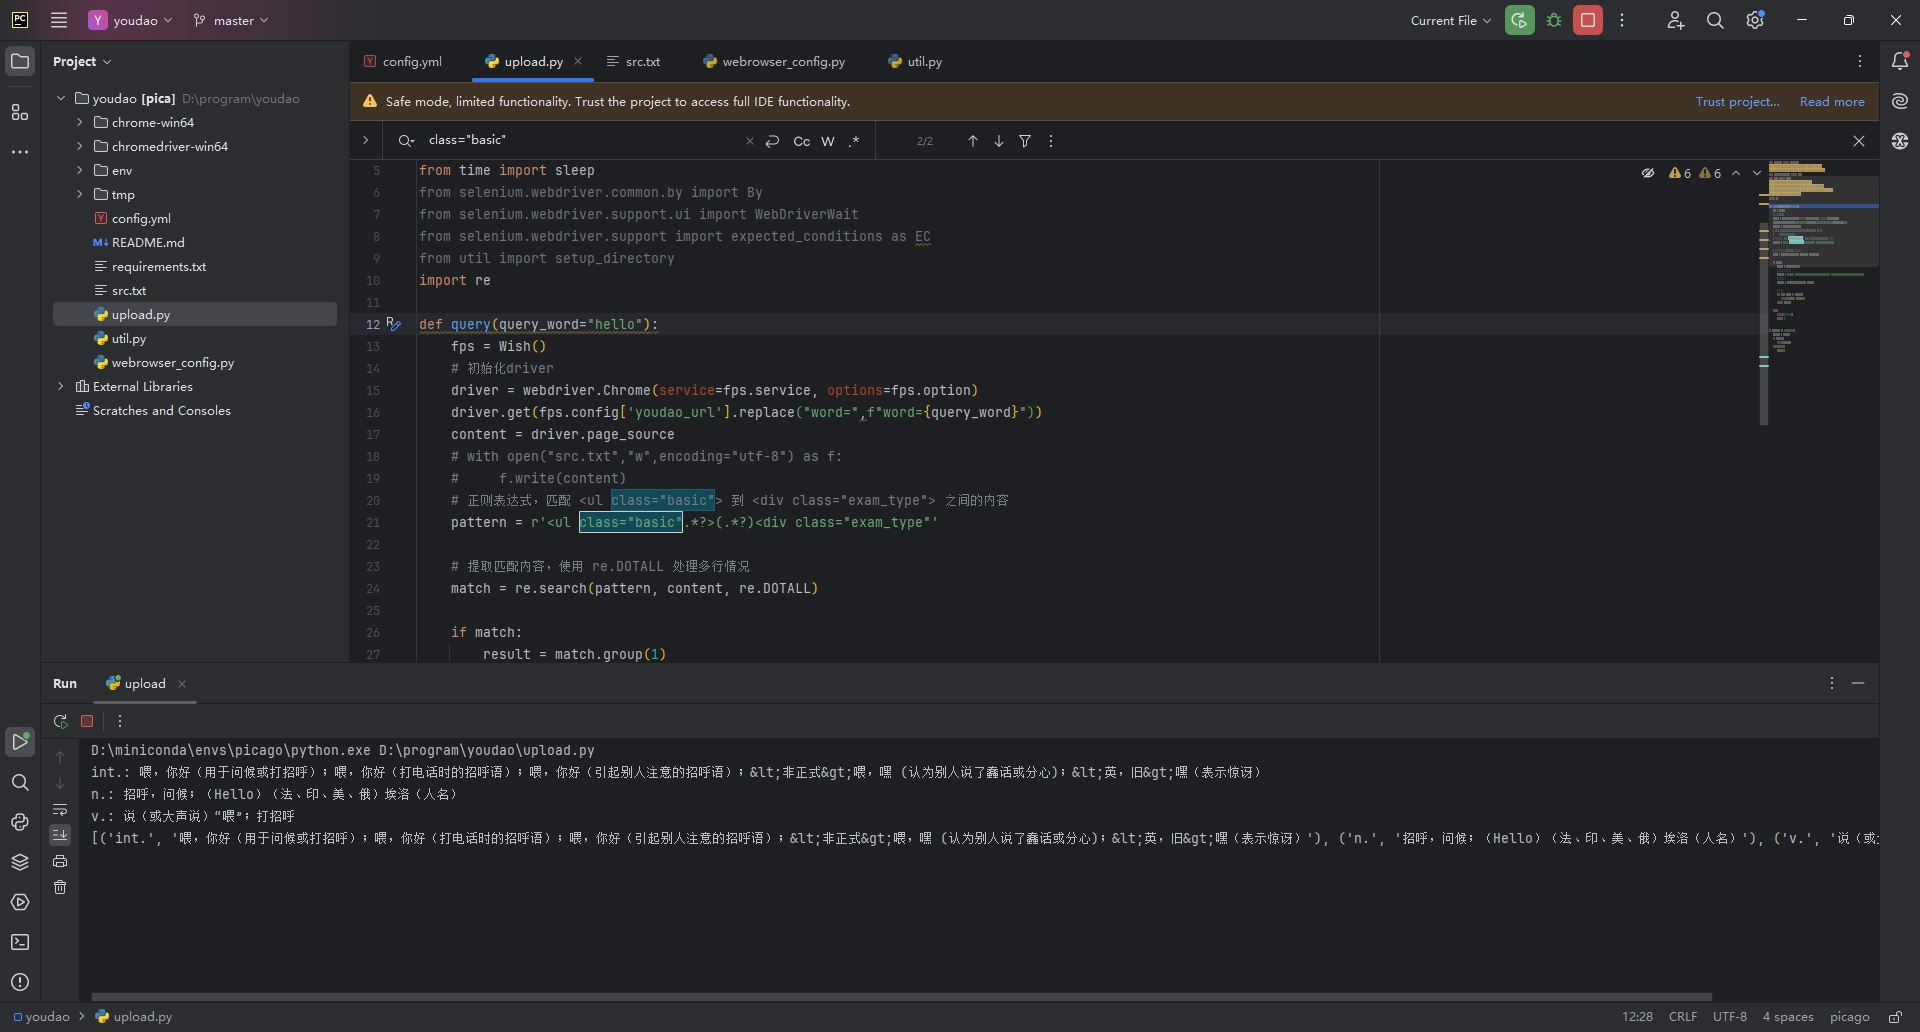 PC
Y youdao master
Current File
Project
config.yml upload.py src.txt webrowser_config.py util.py
Safe mode, limited functionality. Trust the project to access full IDE functionality.
Trust project... Read more
class="basic" Cc W .* 2/2
youdao [pica] D:\program\youdao
chrome-win64
chromedriver-win64
env
tmp
config.yml
README.md
requirements.txt
src.txt
upload.py
util.py
webrowser_config.py
External Libraries
Scratches and Consoles
6 6
5 from time import sleep
6 from selenium.webdriver.common.by import By
7 from selenium.webdriver.support.ui import WebDriverWait
8 from selenium.webdriver.support import expected_conditions as EC
9 from util import setup_directory
10 import re
11
12 def query(query_word="hello"):
13 fps = Wish()
14 # 初始化driver
15 driver = webdriver.Chrome(service=fps.service, options=fps.option)
16 driver.get(fps.config['youdao_url'].replace("word=",f"word={query_word}"))
17 content = driver.page_source
18 # with open("src.txt","w",encoding="utf-8") as f:
19 # f.write(content)
20 # 正则表达式，匹配 <ul class="basic"> 到 <div class="exam_type"> 之间的内容
21 pattern = r'<ul class="basic".*?>(.*?)<div class="exam_type"'
22
23 # 提取匹配内容，使用 re.DOTALL 处理多行情况
24 match = re.search(pattern, content, re.DOTALL)
25
26 if match:
27 result = match.group(1)
Run upload
D:\miniconda\envs\picago\python.exe D:\program\youdao\upload.py
int.: 喂，你好（用于问候或打招呼）；喂，你好（打电话时的招呼语）；喂，你好（引起别人注意的招呼语）；&lt;非正式&gt;喂，嘿 (认为别人说了蠢话或分心)；&lt;英，旧&gt;嘿（表示惊讶）
n.: 招呼，问候；（Hello）（法、印、美、俄）埃洛（人名）
v.: 说（或大声说）“喂”；打招呼
[('int.', '喂，你好（用于问候或打招呼）；喂，你好（打电话时的招呼语）；喂，你好（引起别人注意的招呼语）；&lt;非正式&gt;喂，嘿 (认为别人说了蠢话或分心)；&lt;英，旧&gt;嘿（表示惊讶）'), ('n.', '招呼，问候；（Hello）（法、印、美、俄）埃洛（人名）'), ('v.', '说（或
youdao upload.py
12:28 CRLF UTF-8 4 spaces picago